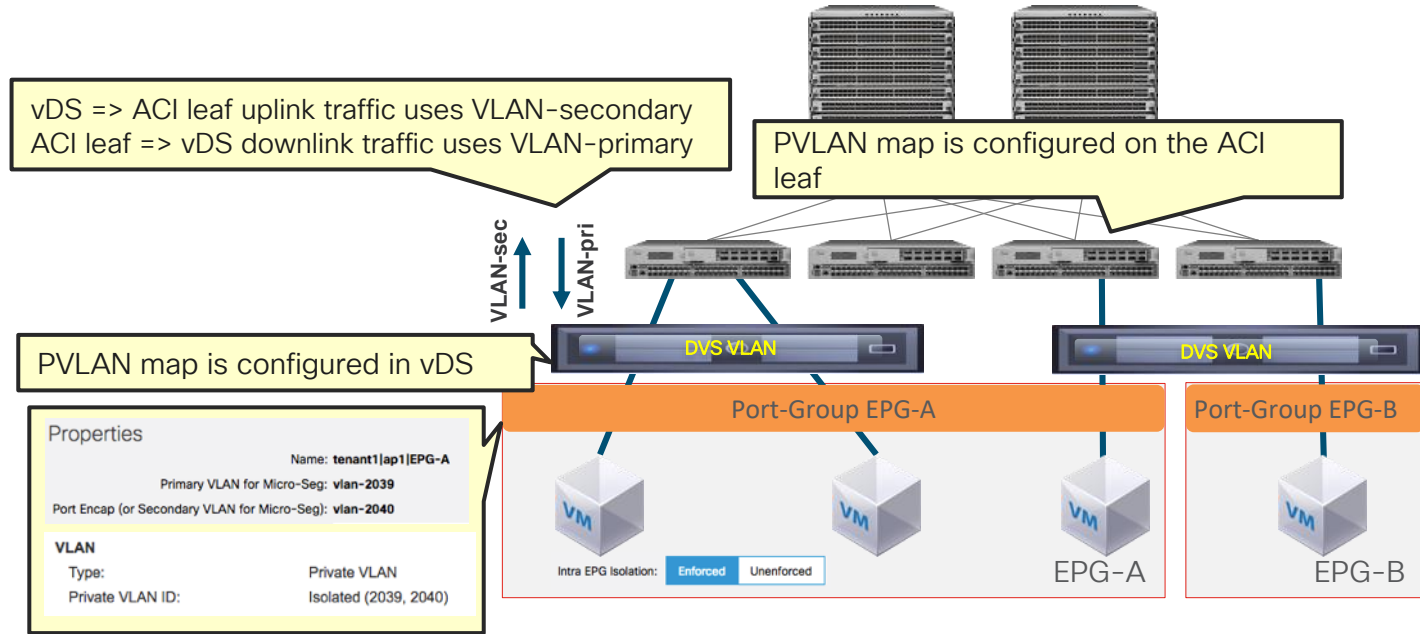 vDS => ACI leaf uplink traffic uses VLAN-secondary
ACI leaf => vDS downlink traffic uses VLAN-primary
PVLAN map is configured on the ACI
leaf
VLAN-sec
VLAN-pri
PVLAN map is configured in vDS
DVS VLAN
DVS VLAN
Port-Group EPG-A
Port-Group EPG-B
Properties
Name: tenant1|ap1|EPG-A
Primary VLAN for Micro-Seg: vlan-2039
Port Encap (or Secondary VLAN for Micro-Seg): vlan-2040
VLAN
Type: Private VLAN
Private VLAN ID: Isolated (2039, 2040)
VM
VM
VM
VM
Intra EPG Isolation: Enforced Unenforced
EPG-A
EPG-B